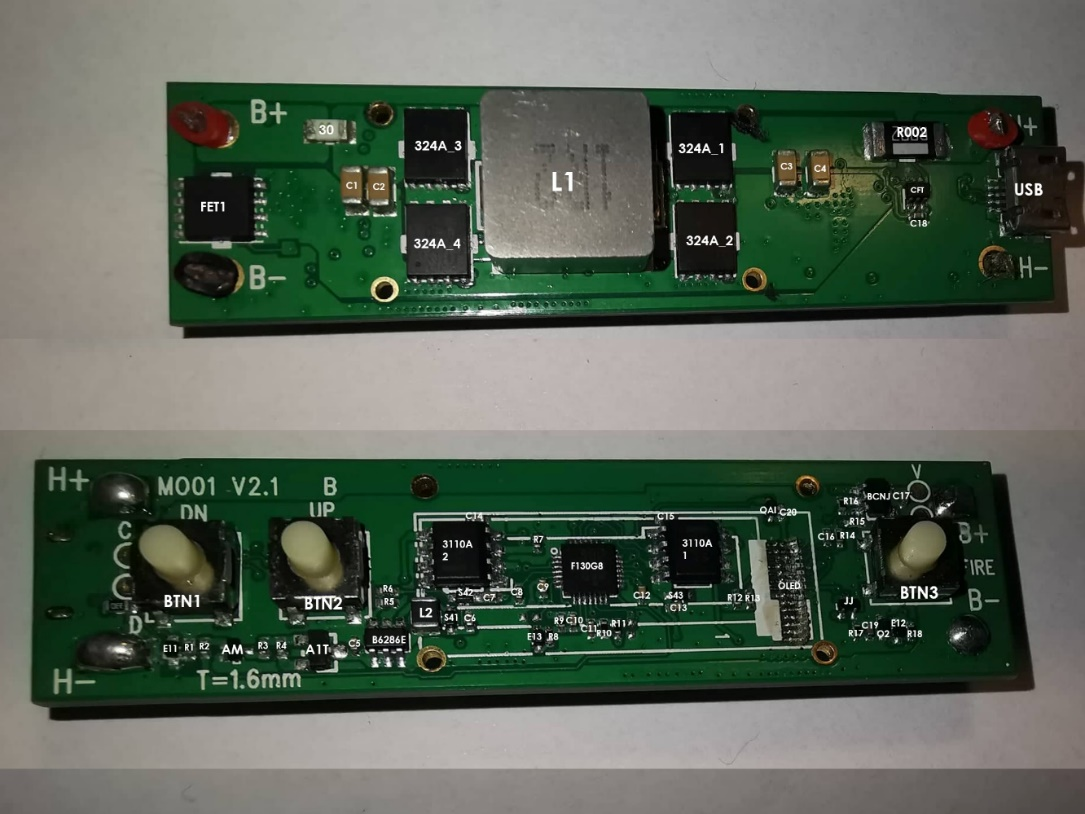 B+
30
324A_3
324A_1
R002
C1
C2
L1
C3
C4
CFT
USB
FET1
324A_4
324A_2
C18
B-
H-
H+
M001 V2.1
B
V
DN
UP
C14
C15
QAI
C20
R16
BCNJ
C17
C
3110A
2
R7
F130G8
3110A
1
R15
C16
R14
B+
BTN1
BTN2
R6
R5
S42
C7
C8
C9
C12
S43
C13
R12
R13
OLED
BTN3
FIRE
B-
D
L2
S41
C6
R9
C10
C11
R10
R11
JJ
C19
E12
E11
R1
R2
AM
R3
R4
A1T
C5
B6286E
E13
R8
1
R17
Q2
R18
H-
T=1.6mm